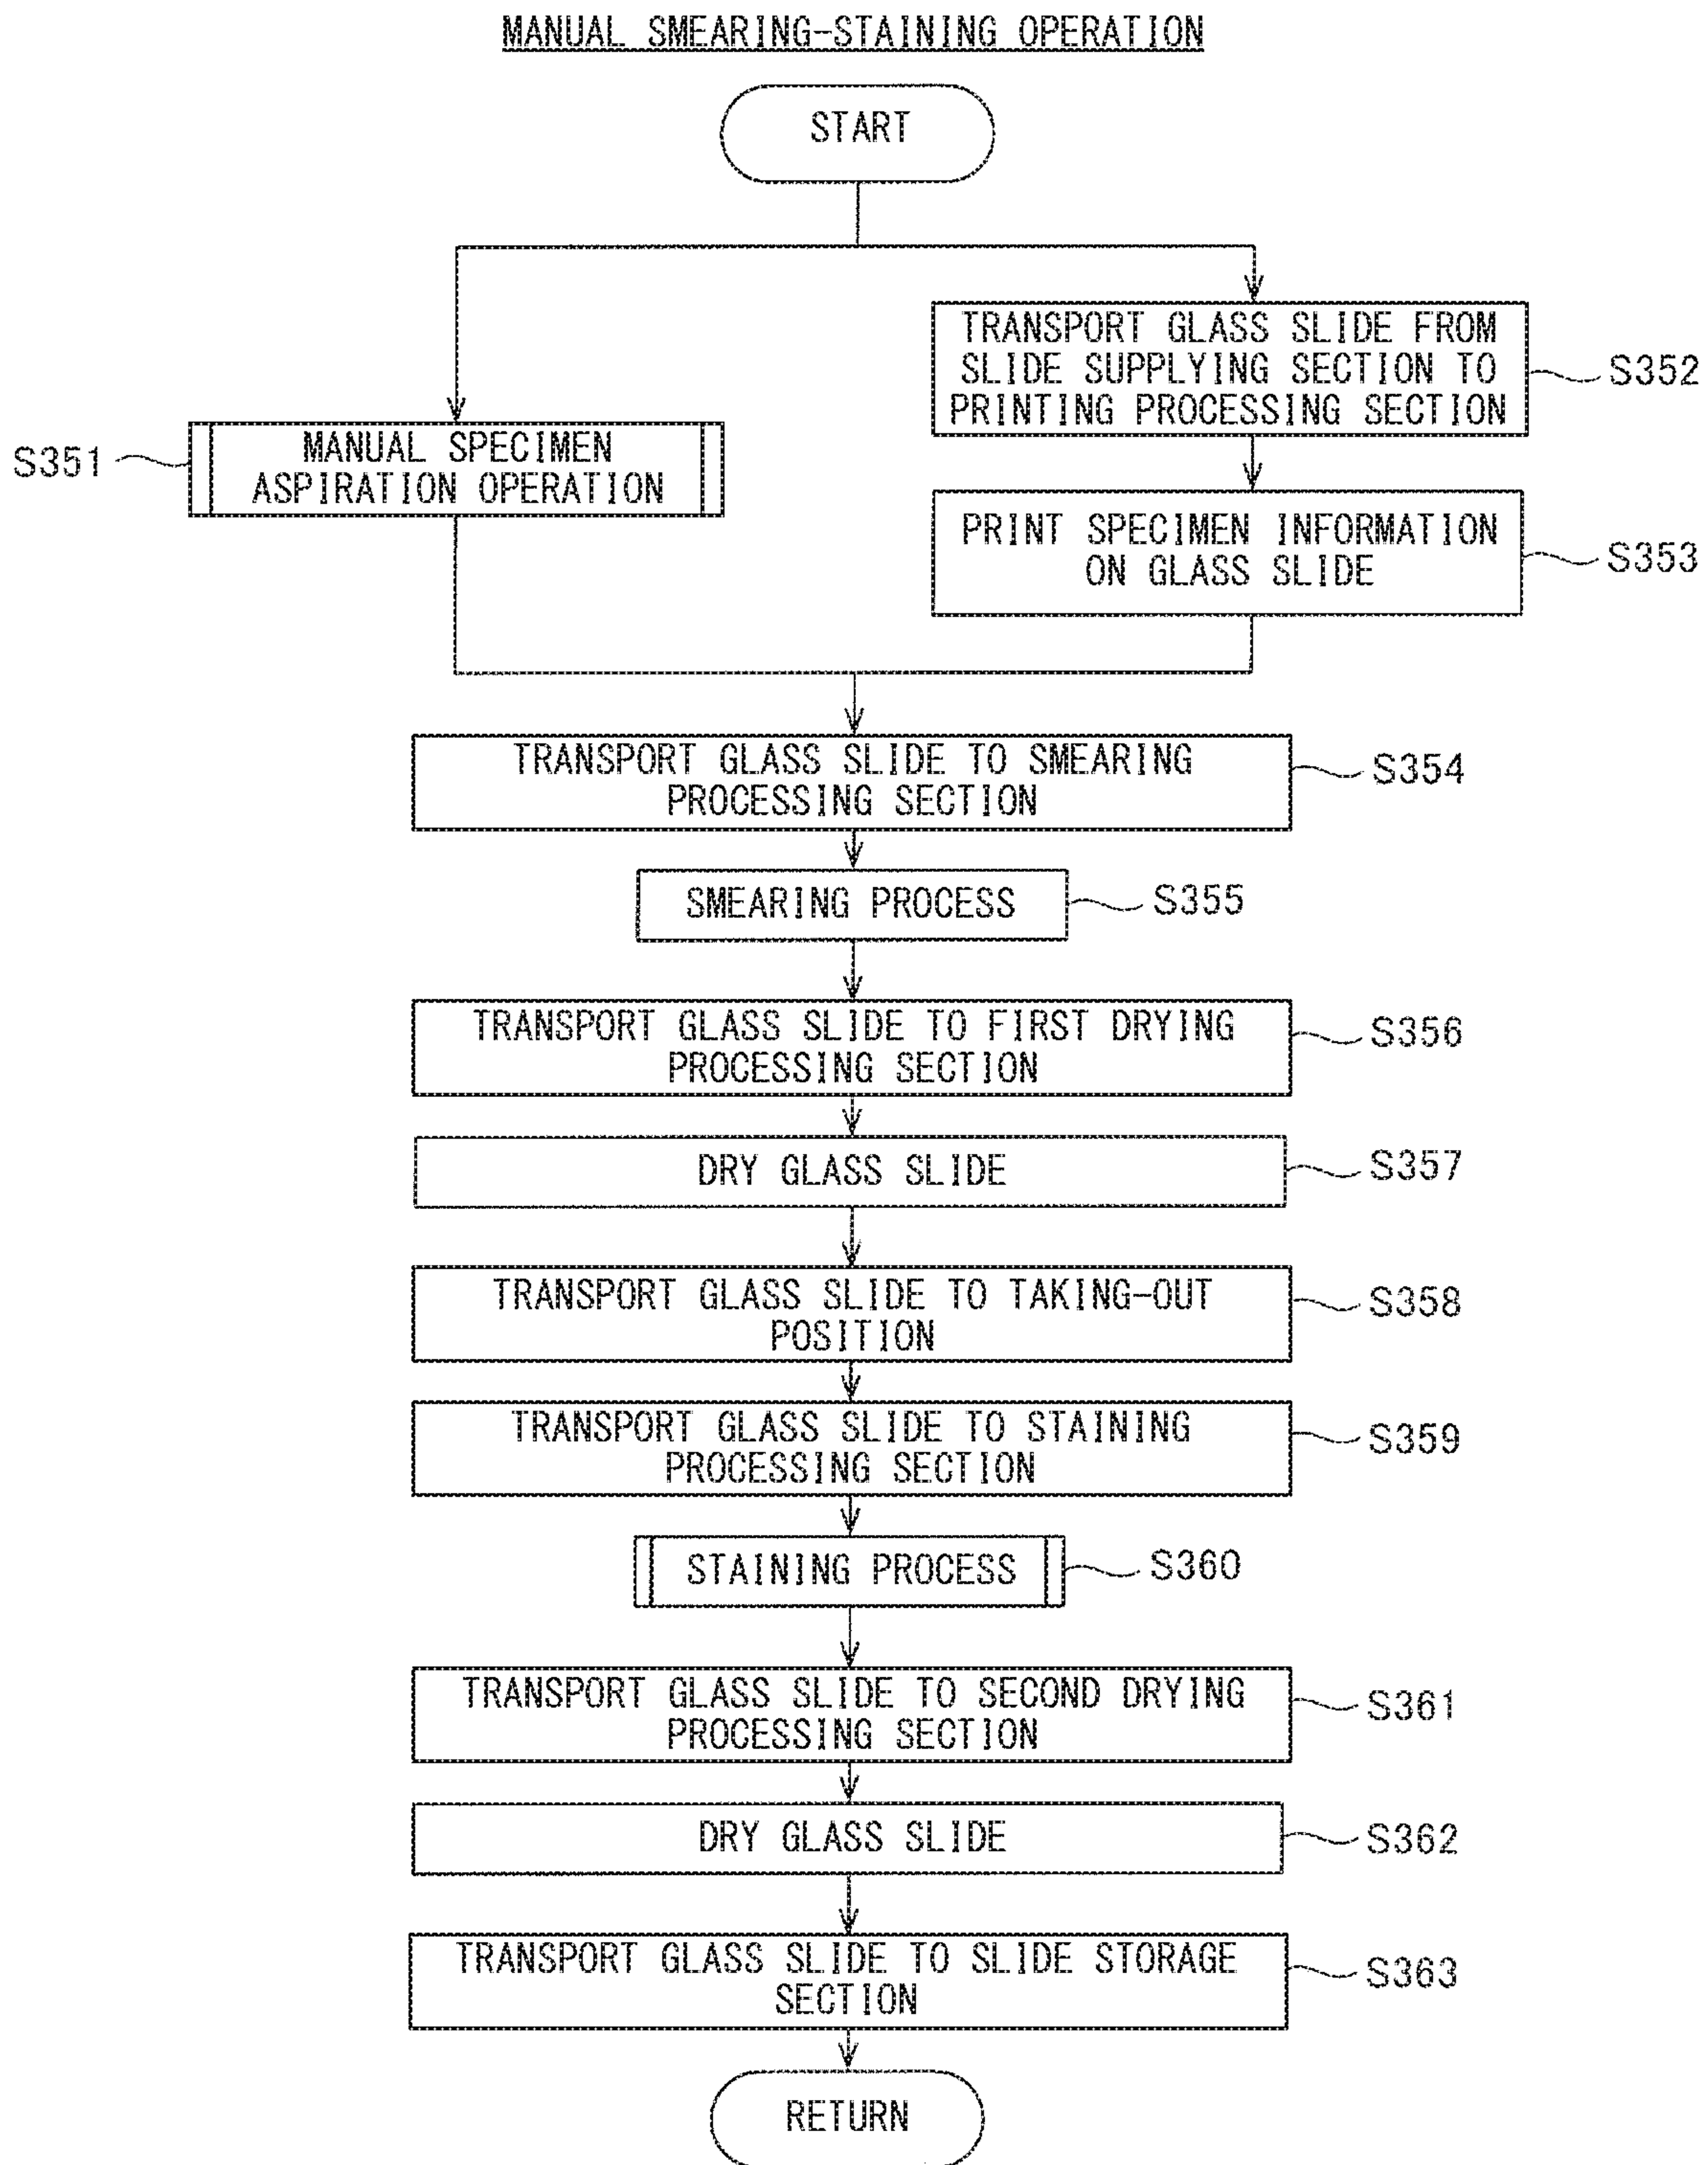 MANUAL SMEARING-STAINING OPERATION
START
TRANSPORT GLASS SLIDE FROM
SLIDE SUPPLYING SECTION TO
PRINTING PROCESSING SECTION
S352
S351
MANUAL SPECIMEN
ASPIRATION OPERATION
PRINT SPECIMEN INFORMATION
ON GLASS SLIDE
S353
TRANSPORT GLASS SLIDE TO SMEARING
PROCESSING SECTION
S354
SMEARING PROCESS
S355
TRANSPORT GLASS SLIDE TO FIRST DRYING
PROCESSING SECTION
S356
DRY GLASS SLIDE
S357
TRANSPORT GLASS SLIDE TO TAKING-OUT
POSITION
S358
TRANSPORT GLASS SLIDE TO STAINING
PROCESSING SECTION
S359
STAINING PROCESS
S360
TRANSPORT GLASS SLIDE TO SECOND DRYING
PROCESSING SECTION
S361
DRY GLASS SLIDE
S362
TRANSPORT GLASS SLIDE TO SLIDE STORAGE
SECTION
S363
RETURN